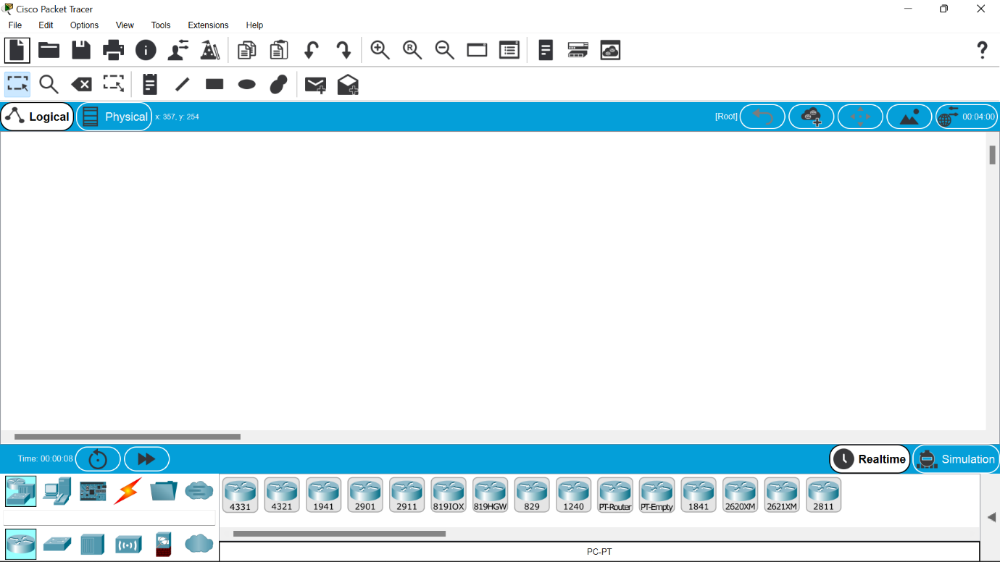 Cisco Packet Tracer
File Edit Options View Tools Extensions Help
R
?
Logical Physical x: 357, y: 254 [Root] 00:04:00
Time: 00:00:08 Realtime Simulation
4331 4321 1941 2901 2911 819IOX 819HGW 829 1240 PT-Router PT-Empty 1841 2620XM 2621XM 2811
PC-PT